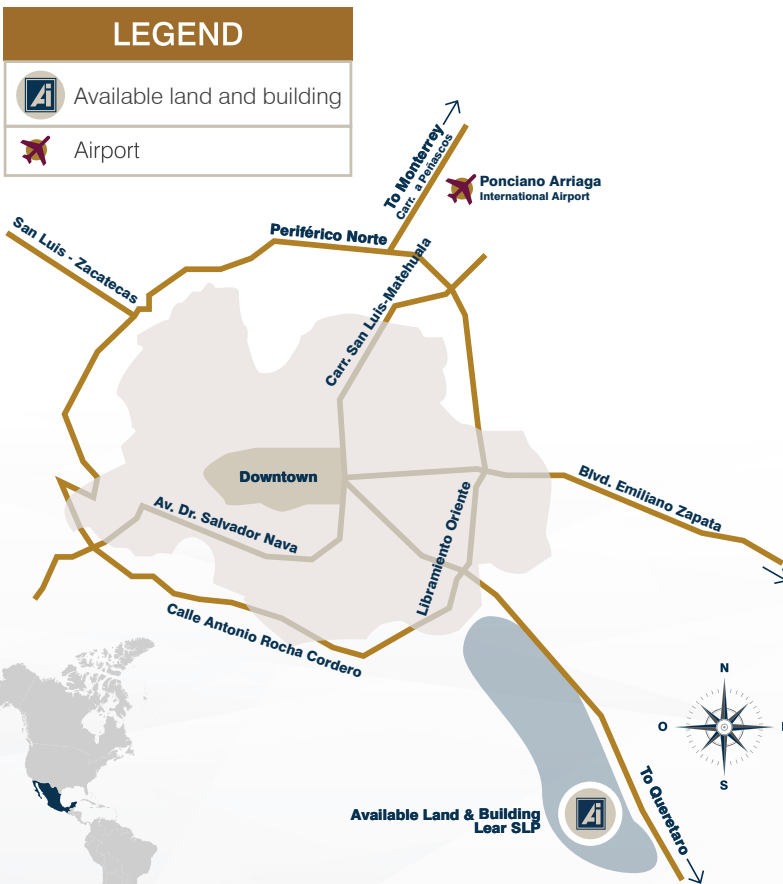 LEGEND
Ai
Available land and building
Airport
To Monterrey
Carr. a Peñascos
Ponciano Arriaga
International Airport
San Luis - Zacatecas
Periférico Norte
Carr. San Luis-Matehuala
Downtown
Av. Dr. Salvador Nava
Libramiento Oriente
Blvd. Emiliano Zapata
Calle Antonio Rocha Cordero
N
O
S
To Queretaro
Available Land & Building
Lear SLP
Ai